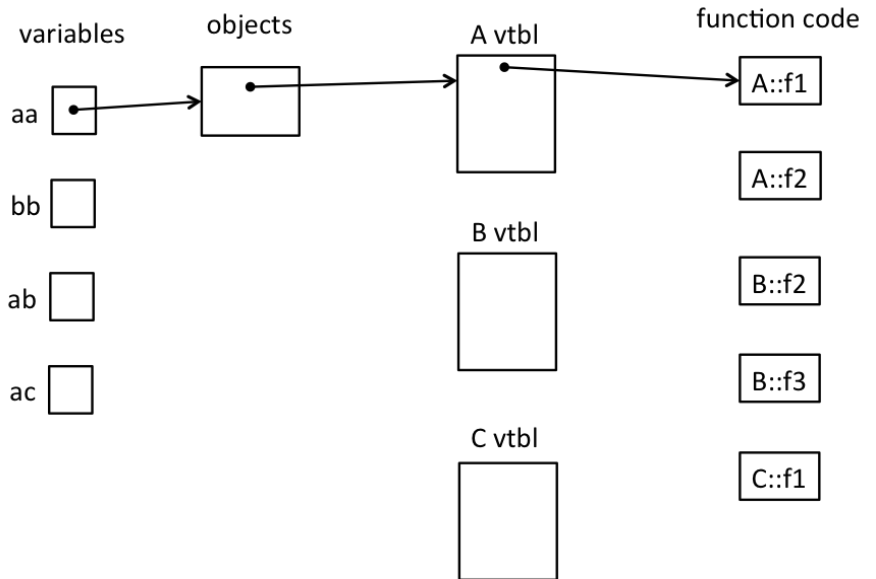 variables
objects
A vtbl
function code
aa
A::f1
A::f2
bb
B vtbl
ab
B::f2
ac
B::f3
C vtbl
C::f1